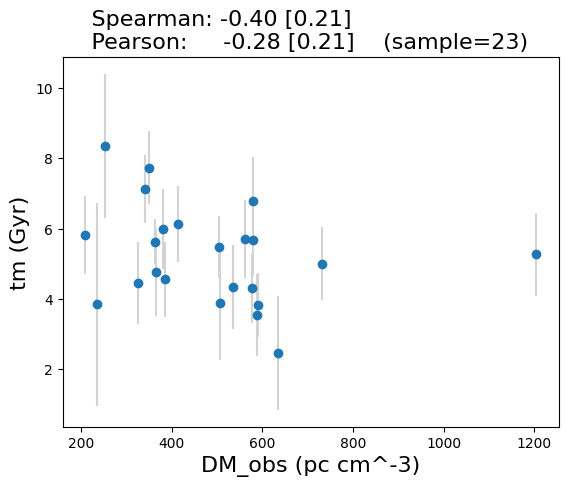 Spearman: -0.40 [0.21]
Pearson: -0.28 [0.21] (sample=23)
10
8
6
4
2
tm (Gyr)
200 400 600 800 1000 1200
DM_obs (pc cm^-3)